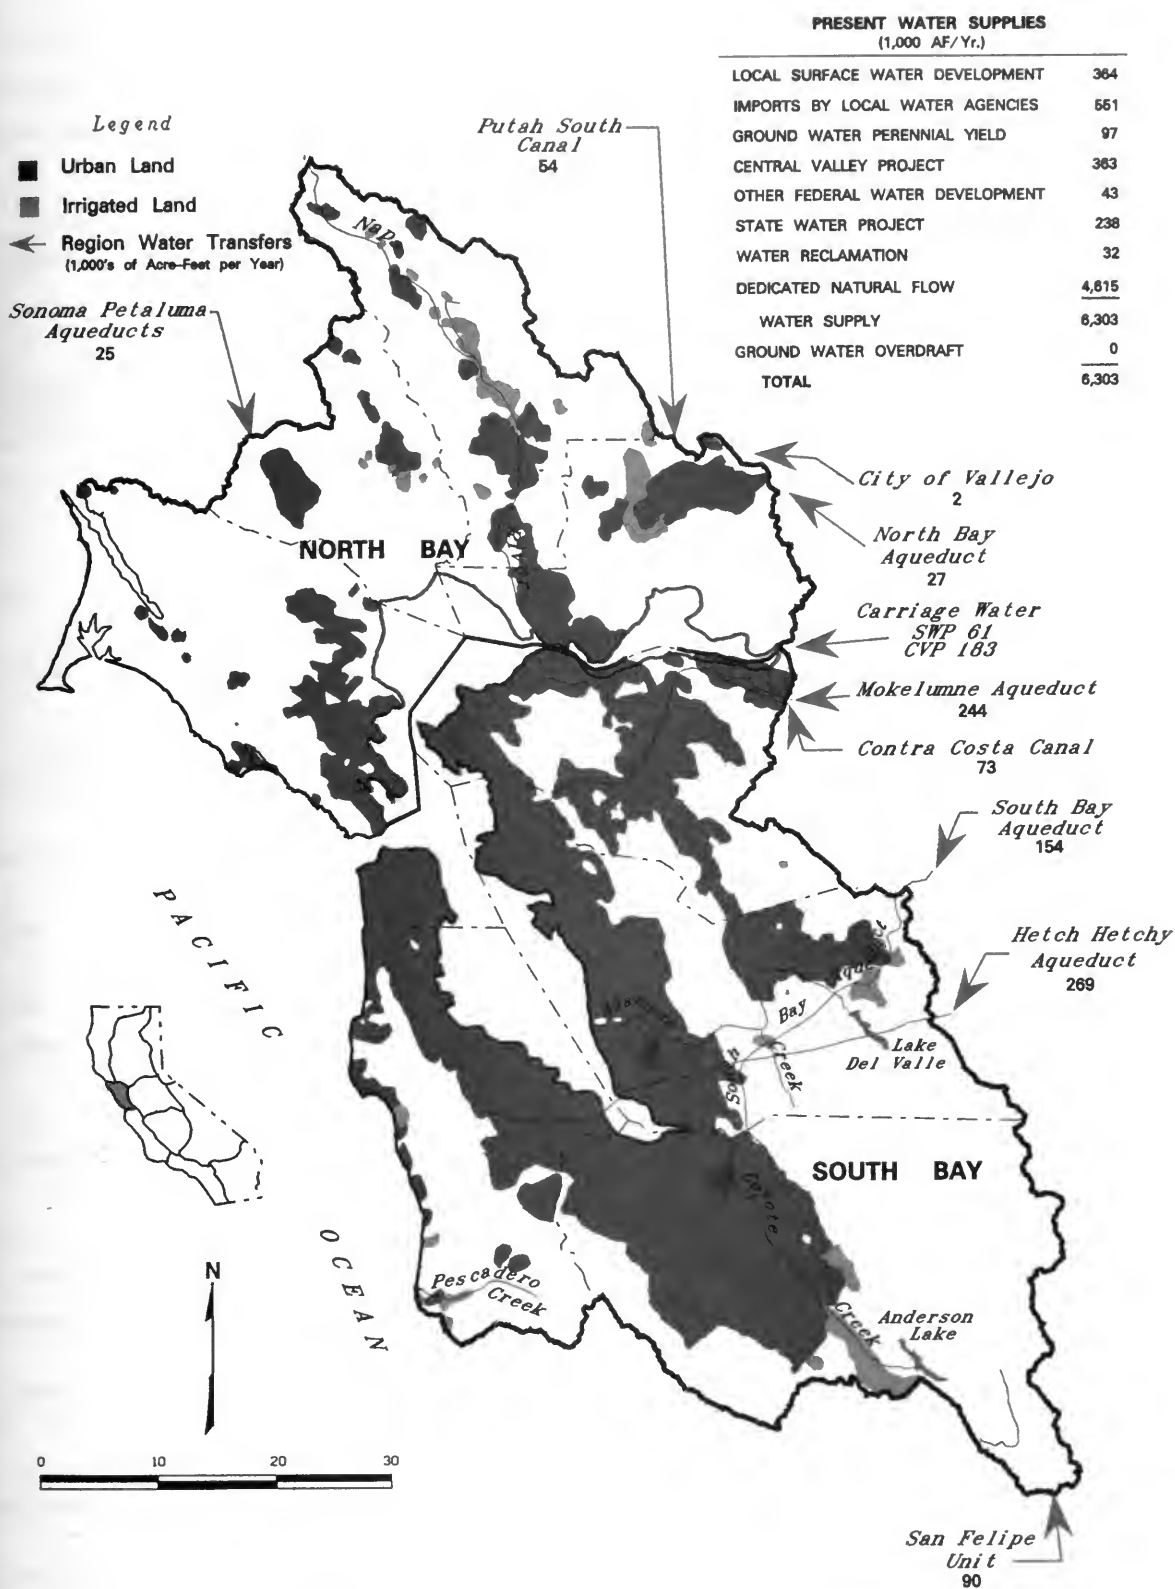 PRESENT WATER SUPPLIES
(1,000 AF/Yr.)
LOCAL SURFACE WATER DEVELOPMENT 364
IMPORTS BY LOCAL WATER AGENCIES 551
GROUND WATER PERENNIAL YIELD 97
CENTRAL VALLEY PROJECT 363
OTHER FEDERAL WATER DEVELOPMENT 43
STATE WATER PROJECT 238
WATER RECLAMATION 32
DEDICATED NATURAL FLOW 4,615
WATER SUPPLY 6,303
GROUND WATER OVERDRAFT 0
TOTAL 6,303
Legend
Urban Land
Irrigated Land
Region Water Transfers
(1,000's of Acre-Feet per Year)
Putah South
Canal
54
Sonoma Petaluma
Aqueducts
25
City of Vallejo
2
North Bay
Aqueduct
27
NORTH BAY
Carriage Water
SWP 61
CVP 183
Mokelumne Aqueduct
244
Contra Costa Canal
73
South Bay
Aqueduct
154
Hetch Hetchy
Aqueduct
269
PACIFIC
OCEAN
Bay
Creek
Lake
Del Valle
SOUTH BAY
Coyote
Creek
Pescadero
Creek
Anderson
Lake
N
0 10 20 30
San Felipe
Unit
90